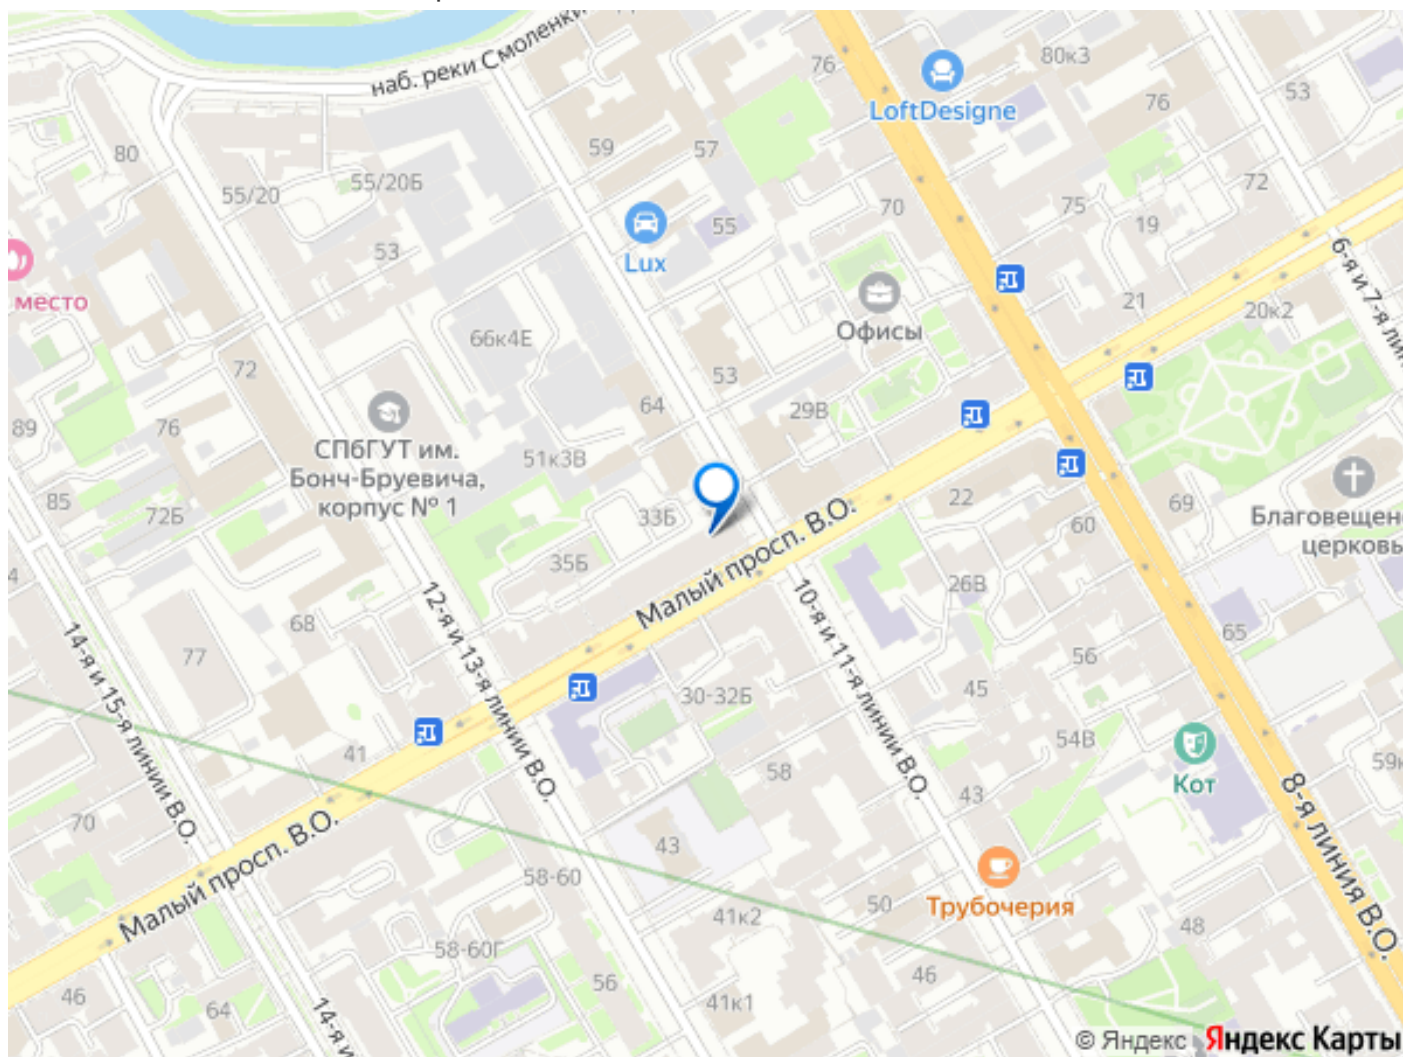 наб. реки Смоленки
76
LoftDesigne
80к3
53
76
80
59
57
55/20
55/20Б
72
70
75
19
55
53
Lux
6-я и 7-я лин
место
21
20к2
Офисы
66к4Е
72
53
64
29В
89
76
СПбГУТ им.
Бонч-Бруевича,
корпус № 1
51к3В
85
72Б
33Б
22
69
60
Благовещен
церковь
Малый просп. В.О.
35Б
4
26В
12-я и 13-я линии В.О.
10-я и 11-я линии В.О.
68
14-я и 15-я линии В.О.
77
65
56
30-32Б
45
41
54В
59к
58
Кот
43
8-я линия В.О.
70
Малый просп. В.О.
43
58-60
Трубочерия
50
41к2
48
58-60Г
46
56
46
64
41к1
14-я и
© Яндекс Яндекс Карты